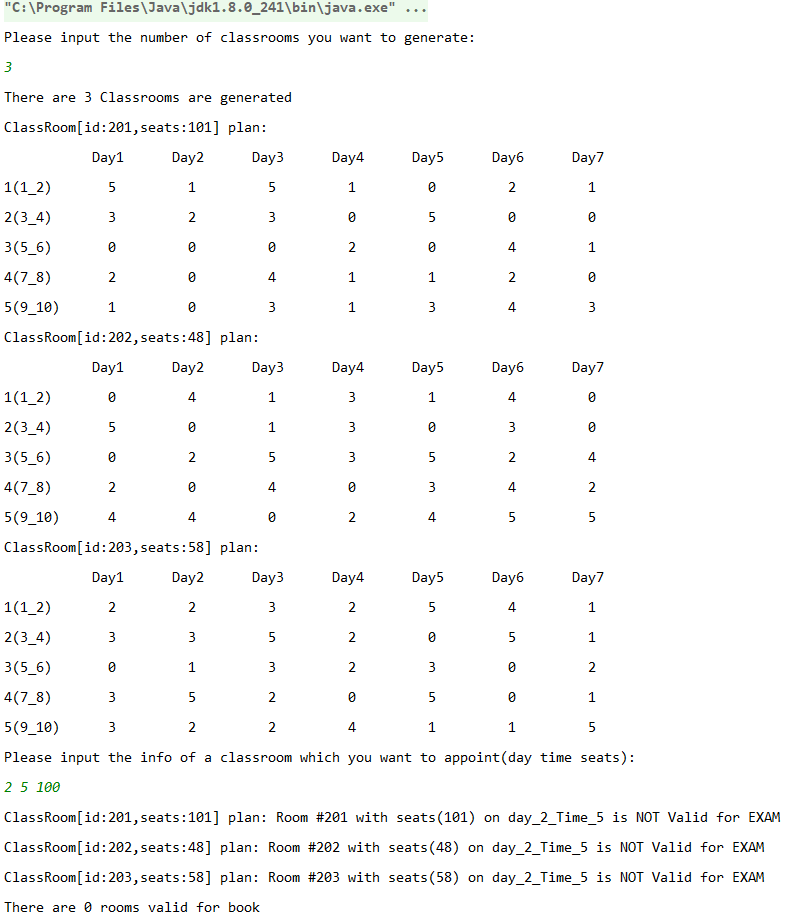 "C:\Program Files\Java\jdk1.8.0_241\bin\java.exe" ...
Please input the number of classrooms you want to generate:
3
There are 3 Classrooms are generated
ClassRoom[id:201,seats:101] plan:
Day1 Day2 Day3 Day4 Day5 Day6 Day7
1(1_2) 5 1 5 1 0 2 1
2(3_4) 3 2 3 0 5 0 0
3(5_6) 0 0 0 2 0 4 1
4(7_8) 2 0 4 1 1 2 0
5(9_10) 1 0 3 1 3 4 3
ClassRoom[id:202,seats:48] plan:
Day1 Day2 Day3 Day4 Day5 Day6 Day7
1(1_2) 0 4 1 3 1 4 0
2(3_4) 5 0 1 3 0 3 0
3(5_6) 0 2 5 3 5 2 4
4(7_8) 2 0 4 0 3 4 2
5(9_10) 4 4 0 2 4 5 5
ClassRoom[id:203,seats:58] plan:
Day1 Day2 Day3 Day4 Day5 Day6 Day7
1(1_2) 2 2 3 2 5 4 1
2(3_4) 3 3 5 2 0 5 1
3(5_6) 0 1 3 2 3 0 2
4(7_8) 3 5 2 0 5 0 1
5(9_10) 3 2 2 4 1 1 5
Please input the info of a classroom which you want to appoint(day time seats):
2 5 100
ClassRoom[id:201,seats:101] plan: Room #201 with seats(101) on day_2_Time_5 is NOT Valid for EXAM
ClassRoom[id:202,seats:48] plan: Room #202 with seats(48) on day_2_Time_5 is NOT Valid for EXAM
ClassRoom[id:203,seats:58] plan: Room #203 with seats(58) on day_2_Time_5 is NOT Valid for EXAM
There are 0 rooms valid for book